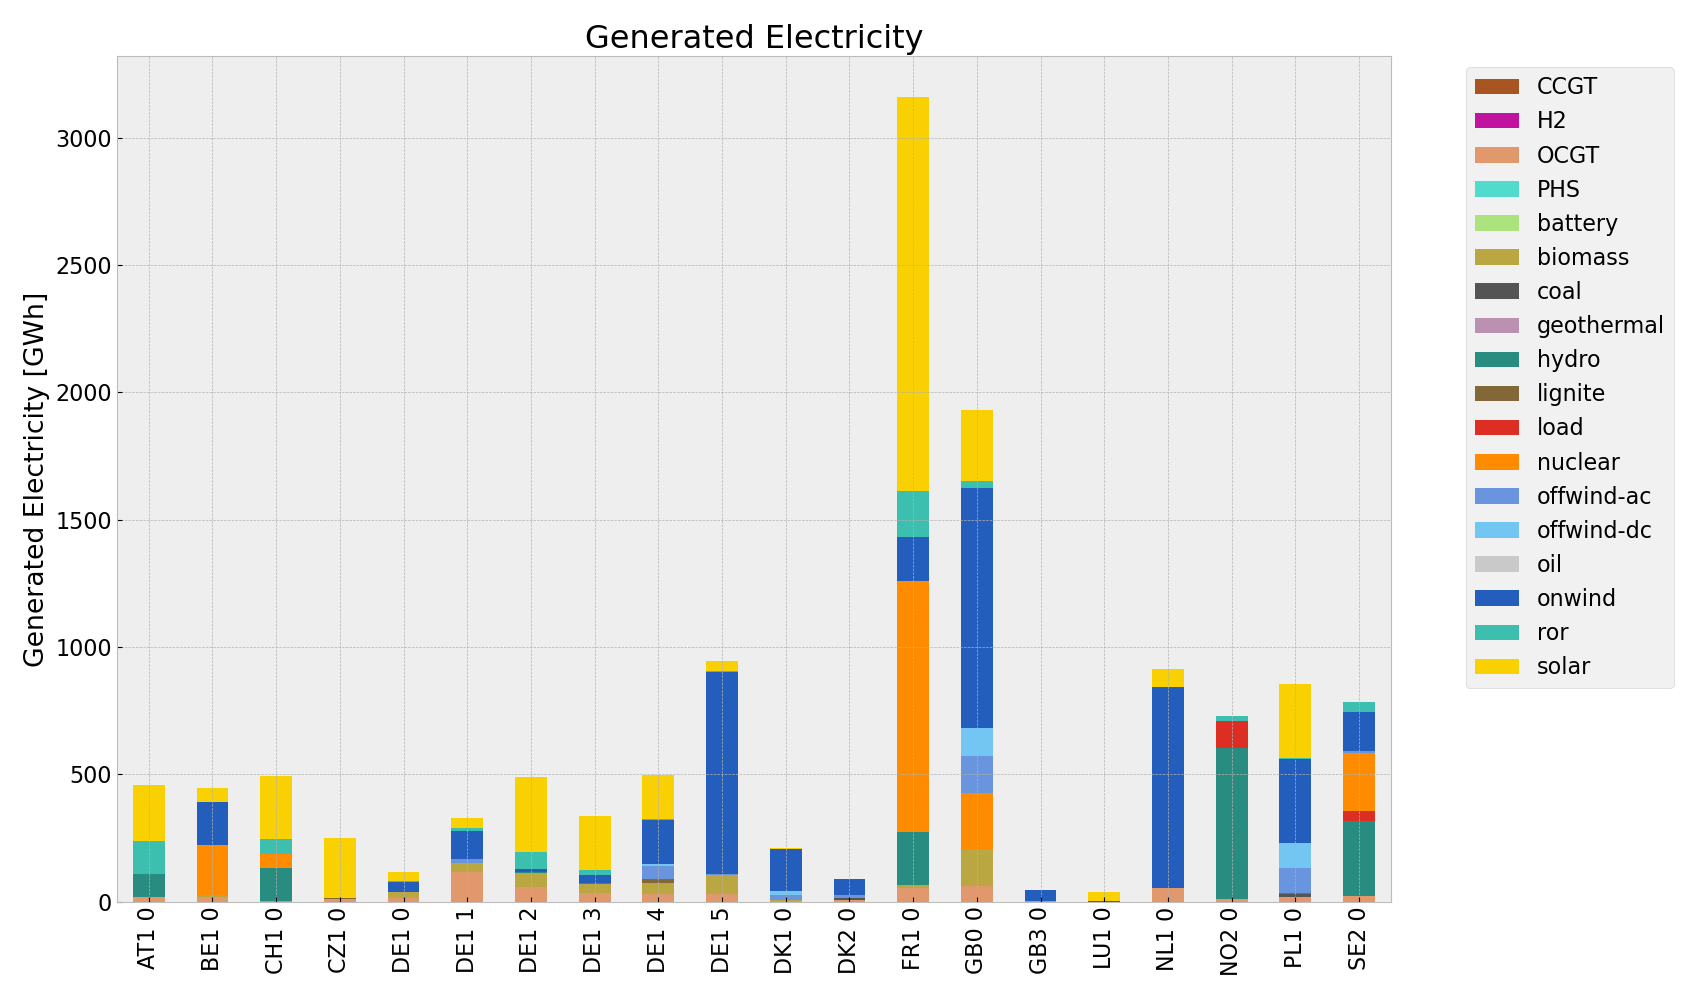 Generated Electricity
Generated Electricity [GWh]
3000
2500
2000
1500
1000
500
0
AT1 0
BE1 0
CH1 0
CZ1 0
DE1 0
DE1 1
DE1 2
DE1 3
DE1 4
DE1 5
DK1 0
DK2 0
FR1 0
GB0 0
GB3 0
LU1 0
NL1 0
NO2 0
PL1 0
SE2 0
CCGT
H2
OCGT
PHS
battery
biomass
coal
geothermal
hydro
lignite
load
nuclear
offwind-ac
offwind-dc
oil
onwind
ror
solar